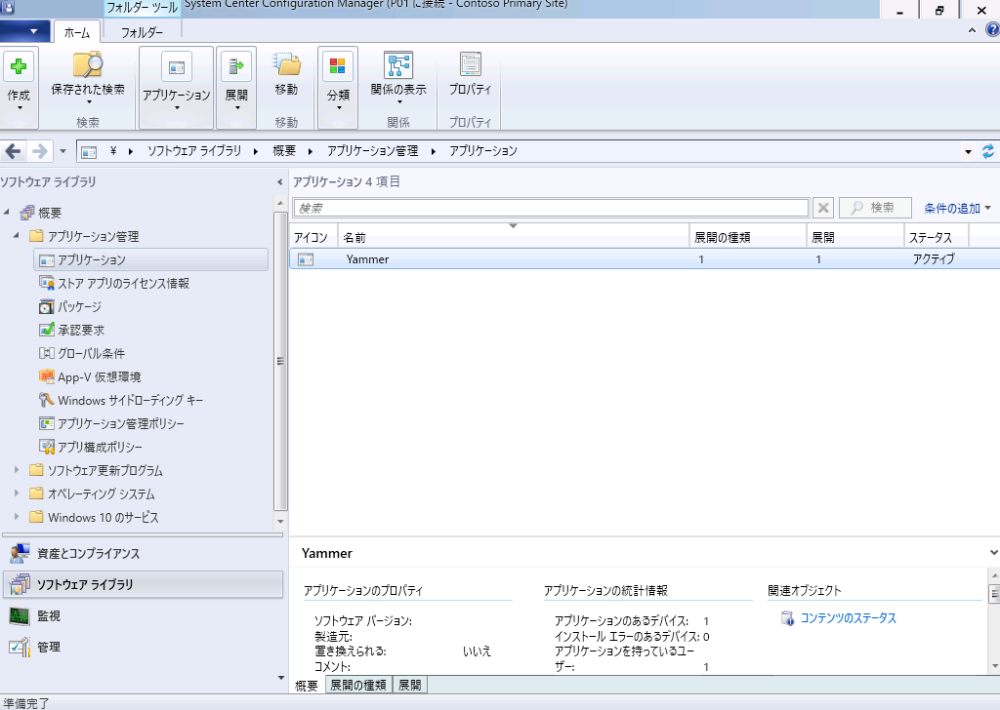 フォルダー ツール
System Center Configuration Manager (P01 に接続 - Contoso Primary Site)
ホーム
フォルダー
作成
保存された検索
検索
アプリケーション
展開
移動
移動
分類
関係の表示
関係
プロパティ
プロパティ
¥ ソフトウェア ライブラリ 概要 アプリケーション管理 アプリケーション
ソフトウェア ライブラリ
概要
アプリケーション管理
アプリケーション
ストア アプリのライセンス情報
パッケージ
承認要求
グローバル条件
App-V 仮想環境
Windows サイドローディング キー
アプリケーション管理ポリシー
アプリ構成ポリシー
ソフトウェア更新プログラム
オペレーティング システム
Windows 10 のサービス
資産とコンプライアンス
ソフトウェア ライブラリ
監視
管理
アプリケーション 4 項目
検索
検索
条件の追加
アイコン 名前 展開の種類 展開 ステータス
Yammer 1 1 アクティブ
Yammer
アプリケーションのプロパティ
ソフトウェア バージョン:
製造元:
置き換えられる: いいえ
コメント:
アプリケーションの統計情報
アプリケーションのあるデバイス: 1
インストール エラーのあるデバイス: 0
アプリケーションを持っているユー
ザー: 1
関連オブジェクト
コンテンツのステータス
概要 展開の種類 展開
準備完了